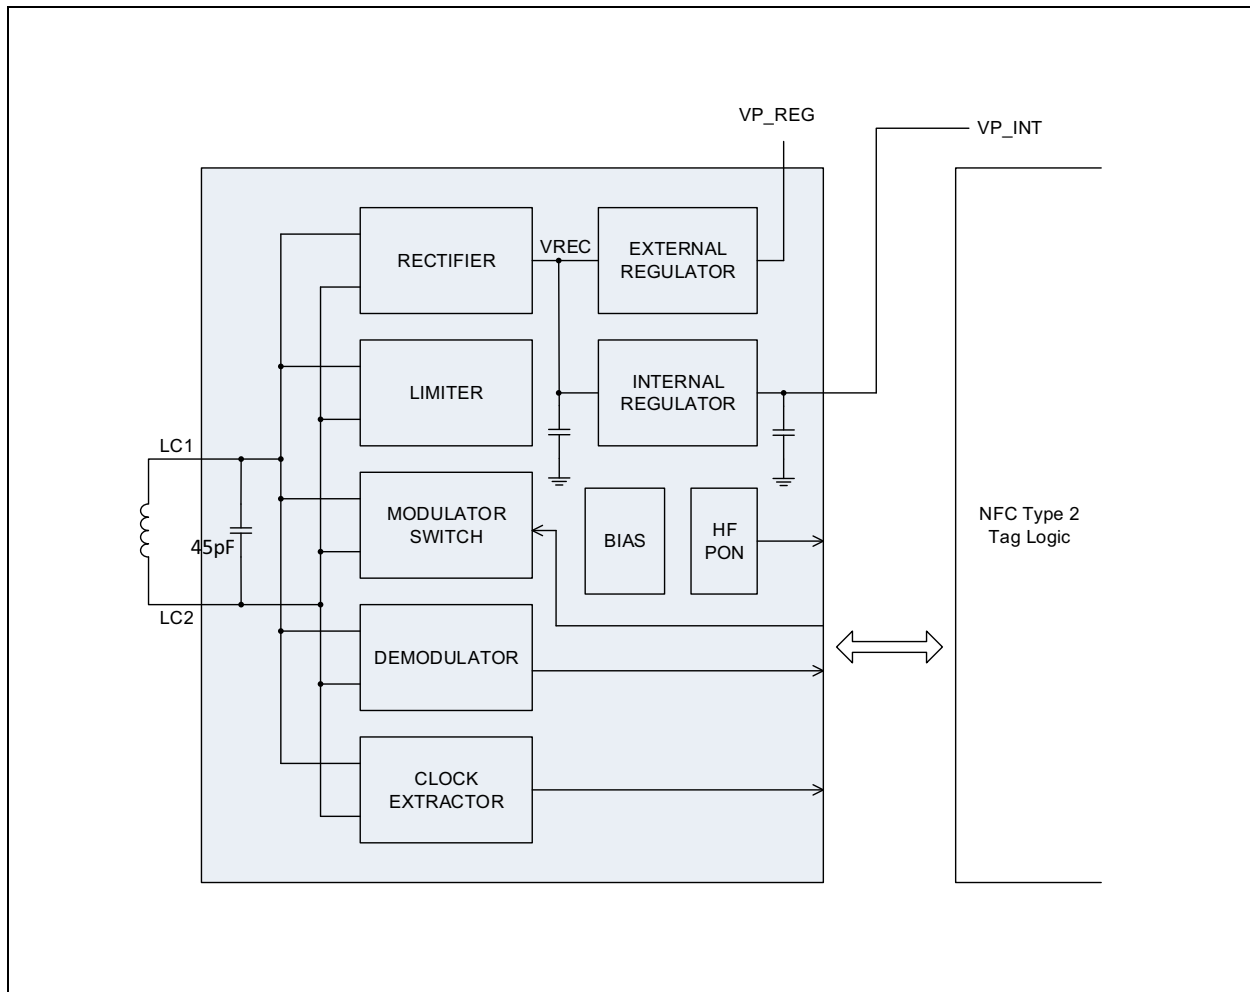 VP_REG
VP_INT
RECTIFIER
VREC
EXTERNAL
REGULATOR
LIMITER
INTERNAL
REGULATOR
LC1
45pF
LC2
MODULATOR
SWITCH
BIAS
HF
PON
NFC Type 2
Tag Logic
DEMODULATOR
CLOCK
EXTRACTOR